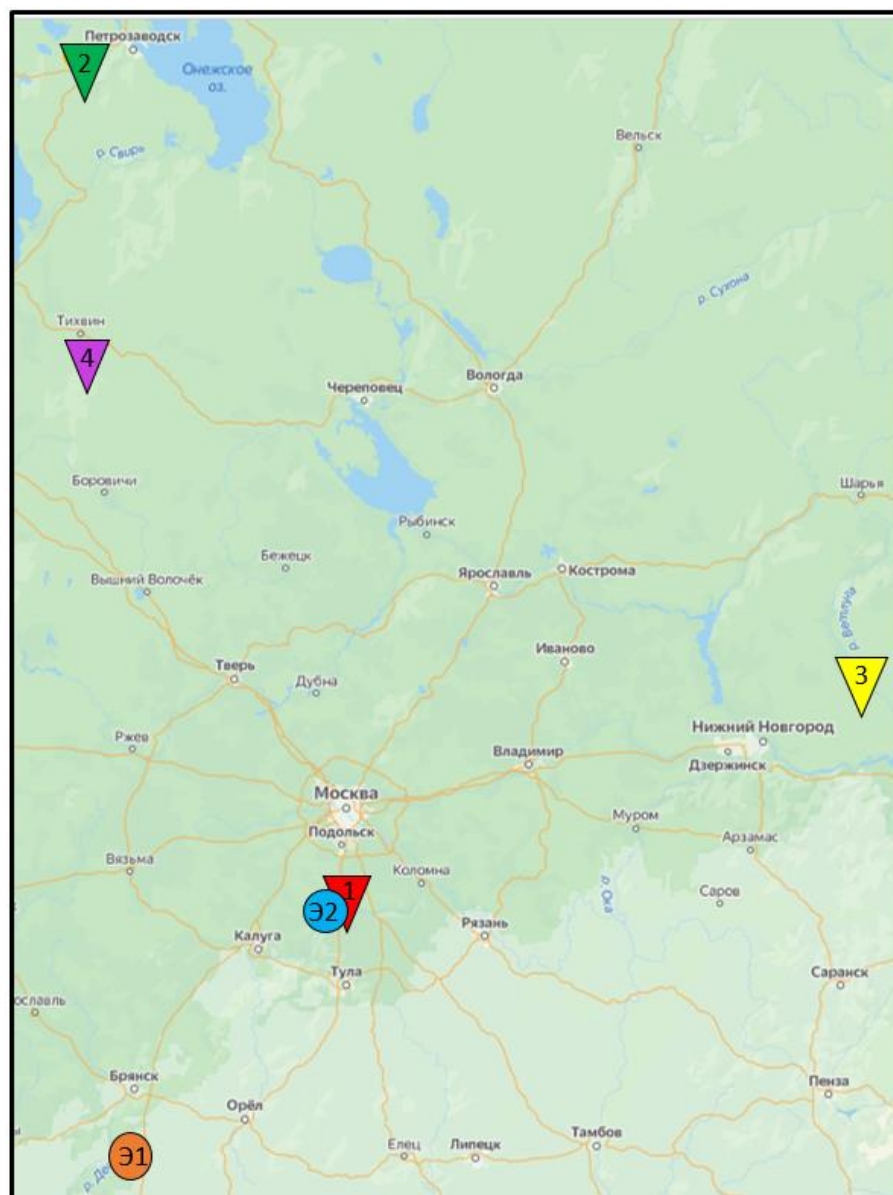 Петрозаводск
2
Онежское
оз.
Вельск
р. Свирь
р. Сухона
Тихвин
4
Вологда
Череповец
Боровичи
Шарья
Рыбинск
Бежецк
Ярославль
Кострома
Вышний Волочёк
р. Ветлуга
Иваново
Тверь
3
Дубна
Нижний Новгород
Ржев
Владимир
Дзержинск
Москва
Подольск
Муром
Арзамас
Вязьма
Коломна
1
Э2
р. Ока
Саров
Рязань
Калуга
Тула
Саранск
ославль
Брянск
Пенза
Орёл
Тамбов
Елец
Липецк
Э1
р. Де